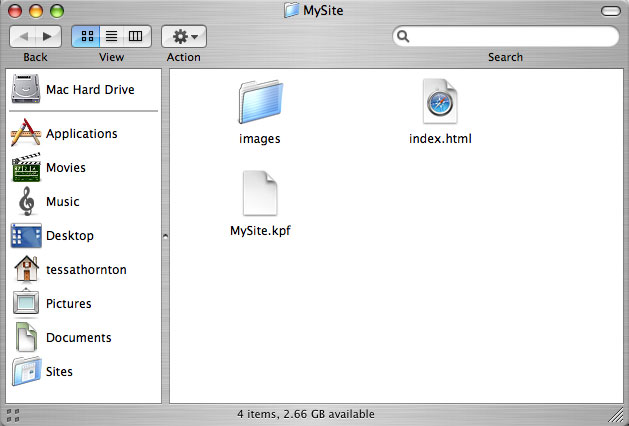 MySite
Back
View
Action
Search
Mac Hard Drive
Applications
Movies
Music
Desktop
tessathornton
Pictures
Documents
Sites
images
index.html
MySite.kpf
4 items, 2.66 GB available